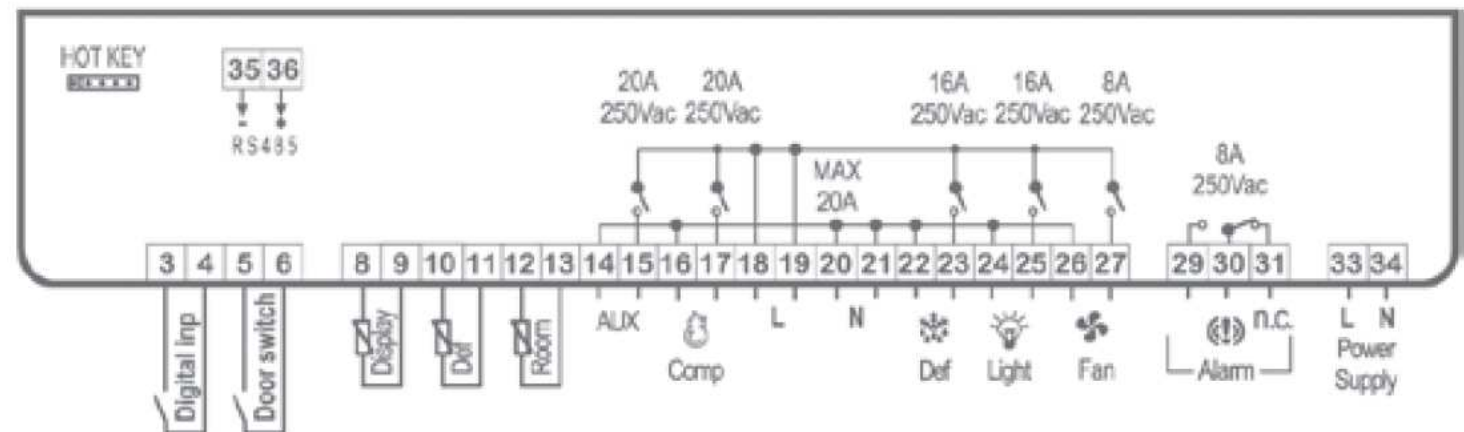 HOT KEY
35 36
- +
RS485
20A 20A 16A 16A 8A
250Vac 250Vac 250Vac 250Vac 250Vac
MAX
20A
8A
250Vac
3 4 5 6 8 9 10 11 12 13 14 15 16 17 18 19 20 21 22 23 24 25 26 27 29 30 31 33 34
Digital inp
Door switch
Display
Def
Room
AUX L N n.c. L N
Comp Def Light Fan Alarm
Power
Supply